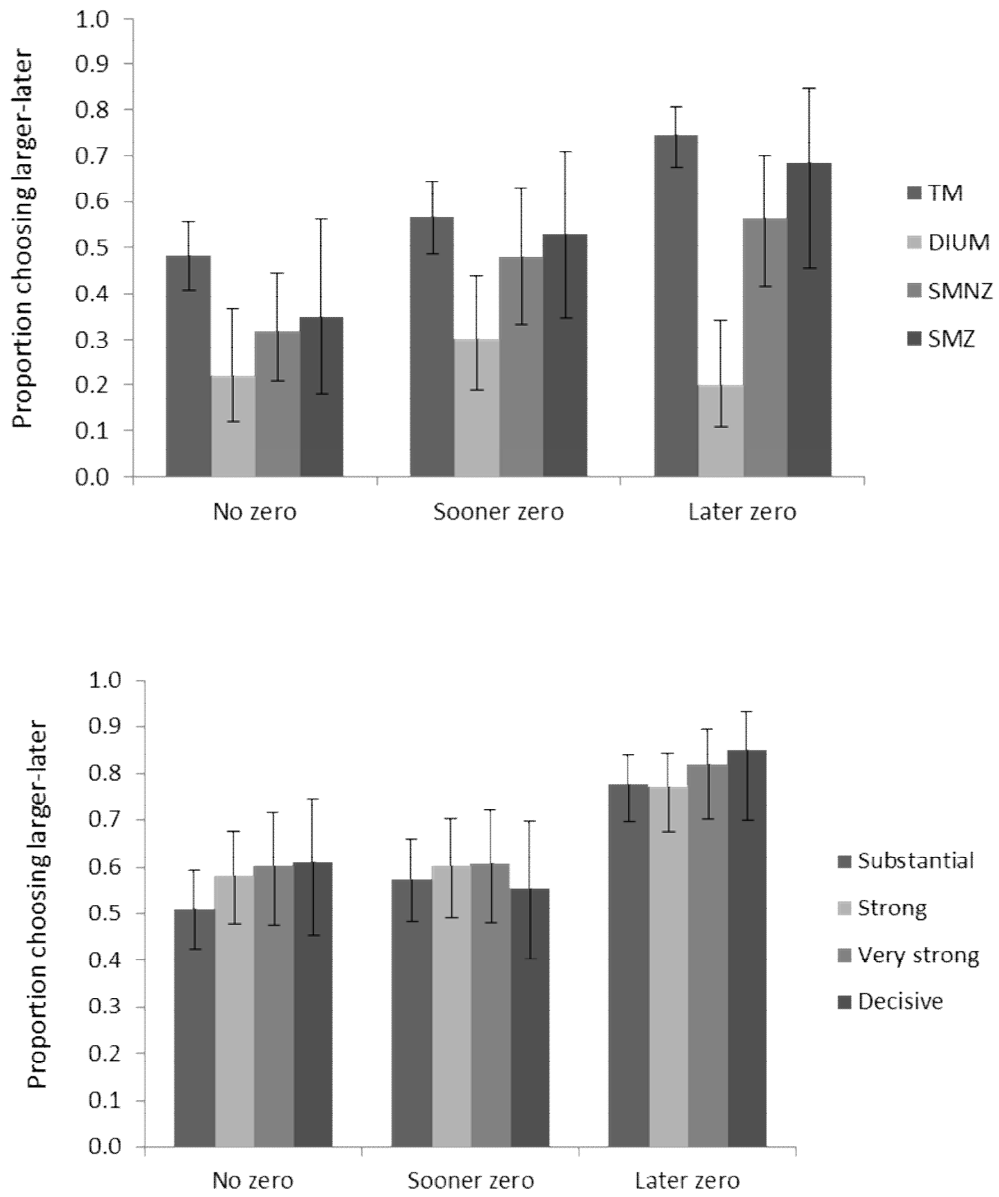 Proportion choosing larger-later
1.0
0.9
0.8
0.7
0.6
0.5
0.4
0.3
0.2
0.1
0.0
No zero
Sooner zero
Later zero
TM
DIUM
SMNZ
SMZ
Proportion choosing larger-later
1.0
0.9
0.8
0.7
0.6
0.5
0.4
0.3
0.2
0.1
0.0
No zero
Sooner zero
Later zero
Substantial
Strong
Very strong
Decisive